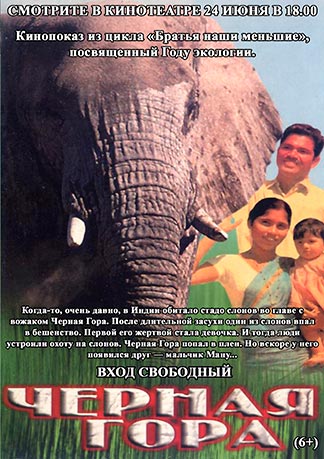 СМОТРИТЕ В КИНОТЕАТРЕ 24 ИЮНЯ В 18.00
Кинопоказ из цикла «Братья наши меньшие»,
посвященный Году экологии.
Когда-то, очень давно, в Индии обитало стадо слонов во главе с
вожаком Черная Гора. После длительной засухи один из слонов впал
в бешенство. Первой его жертвой стала девочка. И тогда люди
устроили охоту на слонов. Черная Гора попал в плен. Но вскоре у него
появился друг — мальчик Ману...
ВХОД СВОБОДНЫЙ
ЧЕРНАЯ
ГОРА
(6+)